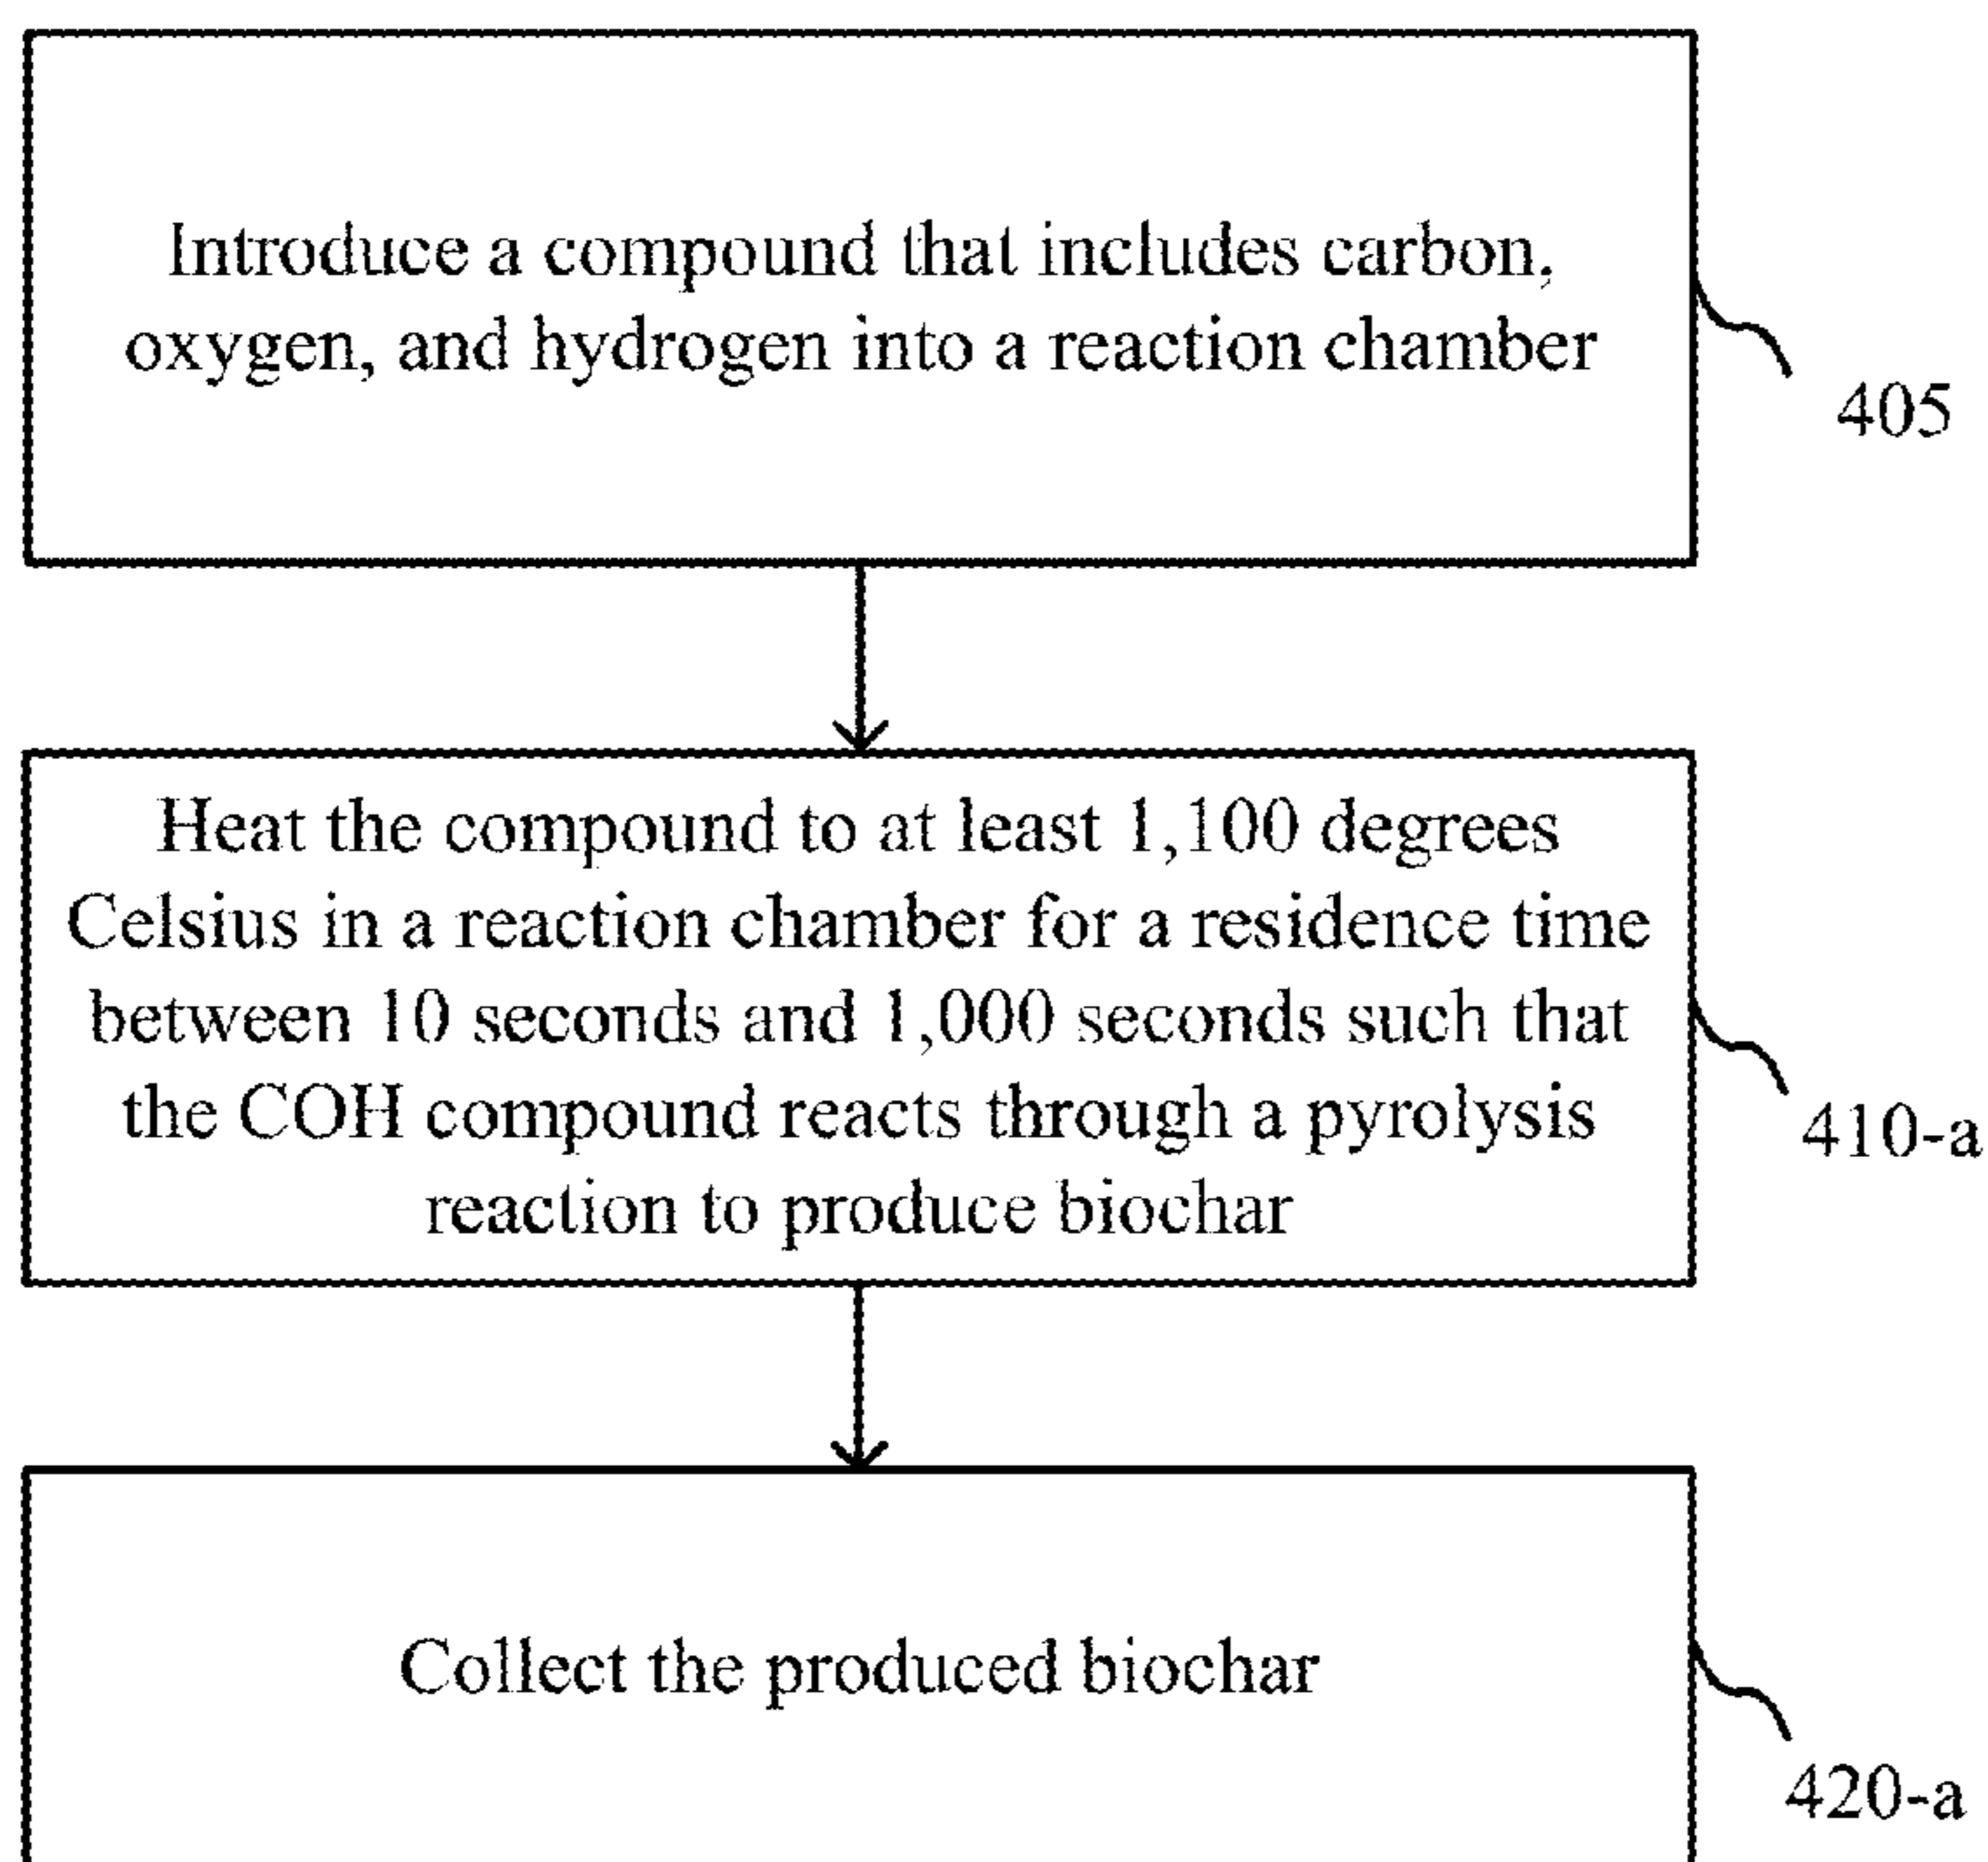 Introduce a compound that includes carbon,
oxygen, and hydrogen into a reaction chamber
405
Heat the compound to at least 1,100 degrees
Celsius in a reaction chamber for a residence time
between 10 seconds and 1,000 seconds such that
the COH compound reacts through a pyrolysis
reaction to produce biochar
410-a
Collect the produced biochar
420-a